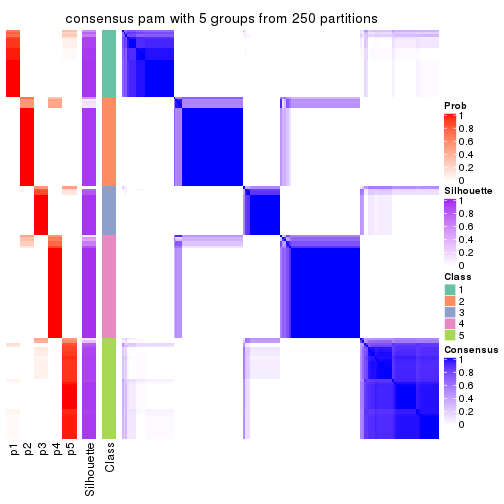 consensus pam with 5 groups from 250 partitions
Prob
1
0.8
0.6
0.4
0.2
0
Silhouette
1
0.8
0.6
0.4
0.2
0
Class
1
2
3
4
5
Consensus
1
0.8
0.6
0.4
0.2
0
p1
p2
p3
p4
p5
Silhouette
Class